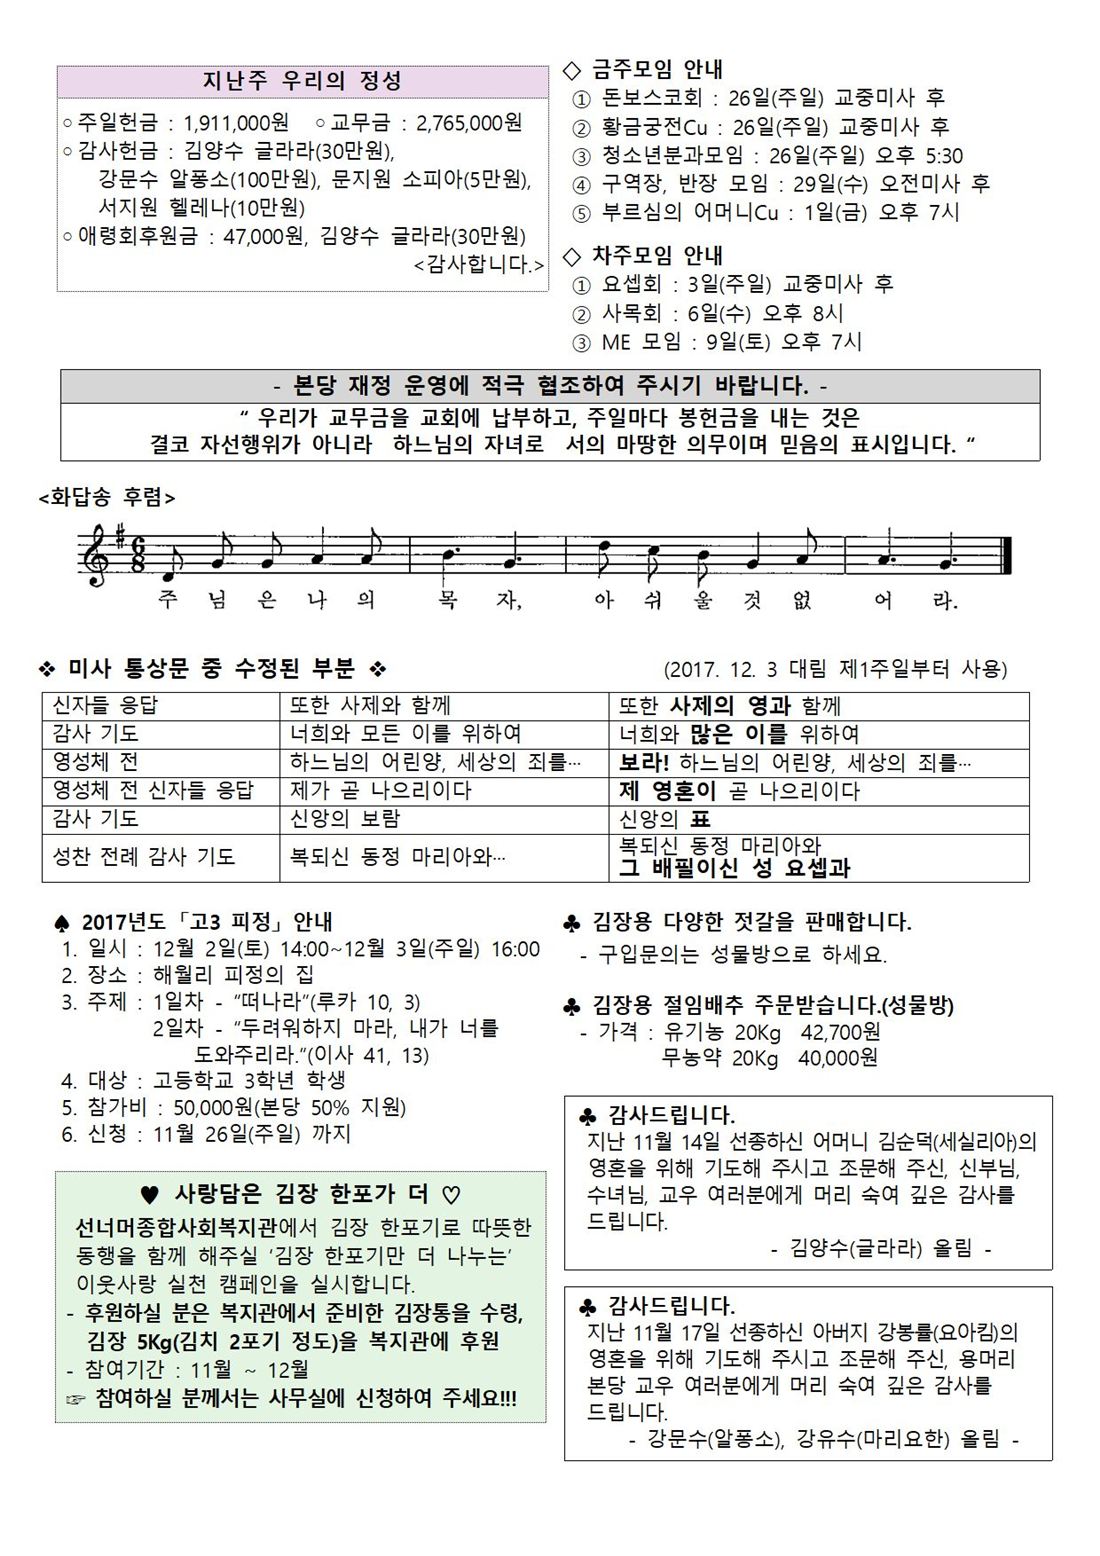 지난주 우리의 정성
○ 주일헌금 : 1,911,000원 ○ 교무금 : 2,765,000원
○ 감사헌금 : 김양수 글라라(30만원),
강문수 알퐁소(100만원), 문지원 소피아(5만원),
서지원 헬레나(10만원)
○ 애령회후원금 : 47,000원, 김양수 글라라(30만원)
<감사합니다.>
◇ 금주모임 안내
① 돈보스코회 : 26일(주일) 교중미사 후
② 황금궁전Cu : 26일(주일) 교중미사 후
③ 청소년분과모임 : 26일(주일) 오후 5:30
④ 구역장, 반장 모임 : 29일(수) 오전미사 후
⑤ 부르심의 어머니Cu : 1일(금) 오후 7시
◇ 차주모임 안내
① 요셉회 : 3일(주일) 교중미사 후
② 사목회 : 6일(수) 오후 8시
③ ME 모임 : 9일(토) 오후 7시
- 본당 재정 운영에 적극 협조하여 주시기 바랍니다. -
“ 우리가 교무금을 교회에 납부하고, 주일마다 봉헌금을 내는 것은
결코 자선행위가 아니라 하느님의 자녀로 서의 마땅한 의무이며 믿음의 표시입니다. “
<화답송 후렴>
6
8
주 님 은 나 의 목 자, 아 쉬 울 것 없 어 라.
❖ 미사 통상문 중 수정된 부분 ❖ (2017. 12. 3 대림 제1주일부터 사용)
신자들 응답 또한 사제와 함께 또한 사제의 영과 함께
감사 기도 너희와 모든 이를 위하여 너희와 많은 이를 위하여
영성체 전 하느님의 어린양, 세상의 죄를… 보라! 하느님의 어린양, 세상의 죄를…
영성체 전 신자들 응답 제가 곧 나으리이다 제 영혼이 곧 나으리이다
감사 기도 신앙의 보람 신앙의 표
성찬 전례 감사 기도 복되신 동정 마리아와… 복되신 동정 마리아와
그 배필이신 성 요셉과
♠ 2017년도 「고3 피정」안내
1. 일시 : 12월 2일(토) 14:00~12월 3일(주일) 16:00
2. 장소 : 해월리 피정의 집
3. 주제 : 1일차 - “떠나라”(루카 10, 3)
2일차 - “두려워하지 마라, 내가 너를
도와주리라.”(이사 41, 13)
4. 대상 : 고등학교 3학년 학생
5. 참가비 : 50,000원(본당 50% 지원)
6. 신청 : 11월 26일(주일) 까지
♥ 사랑담은 김장 한포가 더 ♡
선너머종합사회복지관에서 김장 한포기로 따뜻한
동행을 함께 해주실 ‘김장 한포기만 더 나누는’
이웃사랑 실천 캠페인을 실시합니다.
- 후원하실 분은 복지관에서 준비한 김장통을 수령,
김장 5Kg(김치 2포기 정도)을 복지관에 후원
- 참여기간 : 11월 ~ 12월
☞ 참여하실 분께서는 사무실에 신청하여 주세요!!!
♣ 김장용 다양한 젓갈을 판매합니다.
- 구입문의는 성물방으로 하세요.
♣ 김장용 절임배추 주문받습니다.(성물방)
- 가격 : 유기농 20Kg 42,700원
무농약 20Kg 40,000원
♣ 감사드립니다.
지난 11월 14일 선종하신 어머니 김순덕(세실리아)의
영혼을 위해 기도해 주시고 조문해 주신, 신부님,
수녀님, 교우 여러분에게 머리 숙여 깊은 감사를
드립니다.
- 김양수(글라라) 올림 -
♣ 감사드립니다.
지난 11월 17일 선종하신 아버지 강봉률(요아킴)의
영혼을 위해 기도해 주시고 조문해 주신, 용머리
본당 교우 여러분에게 머리 숙여 깊은 감사를
드립니다.
- 강문수(알퐁소), 강유수(마리요한) 올림 -